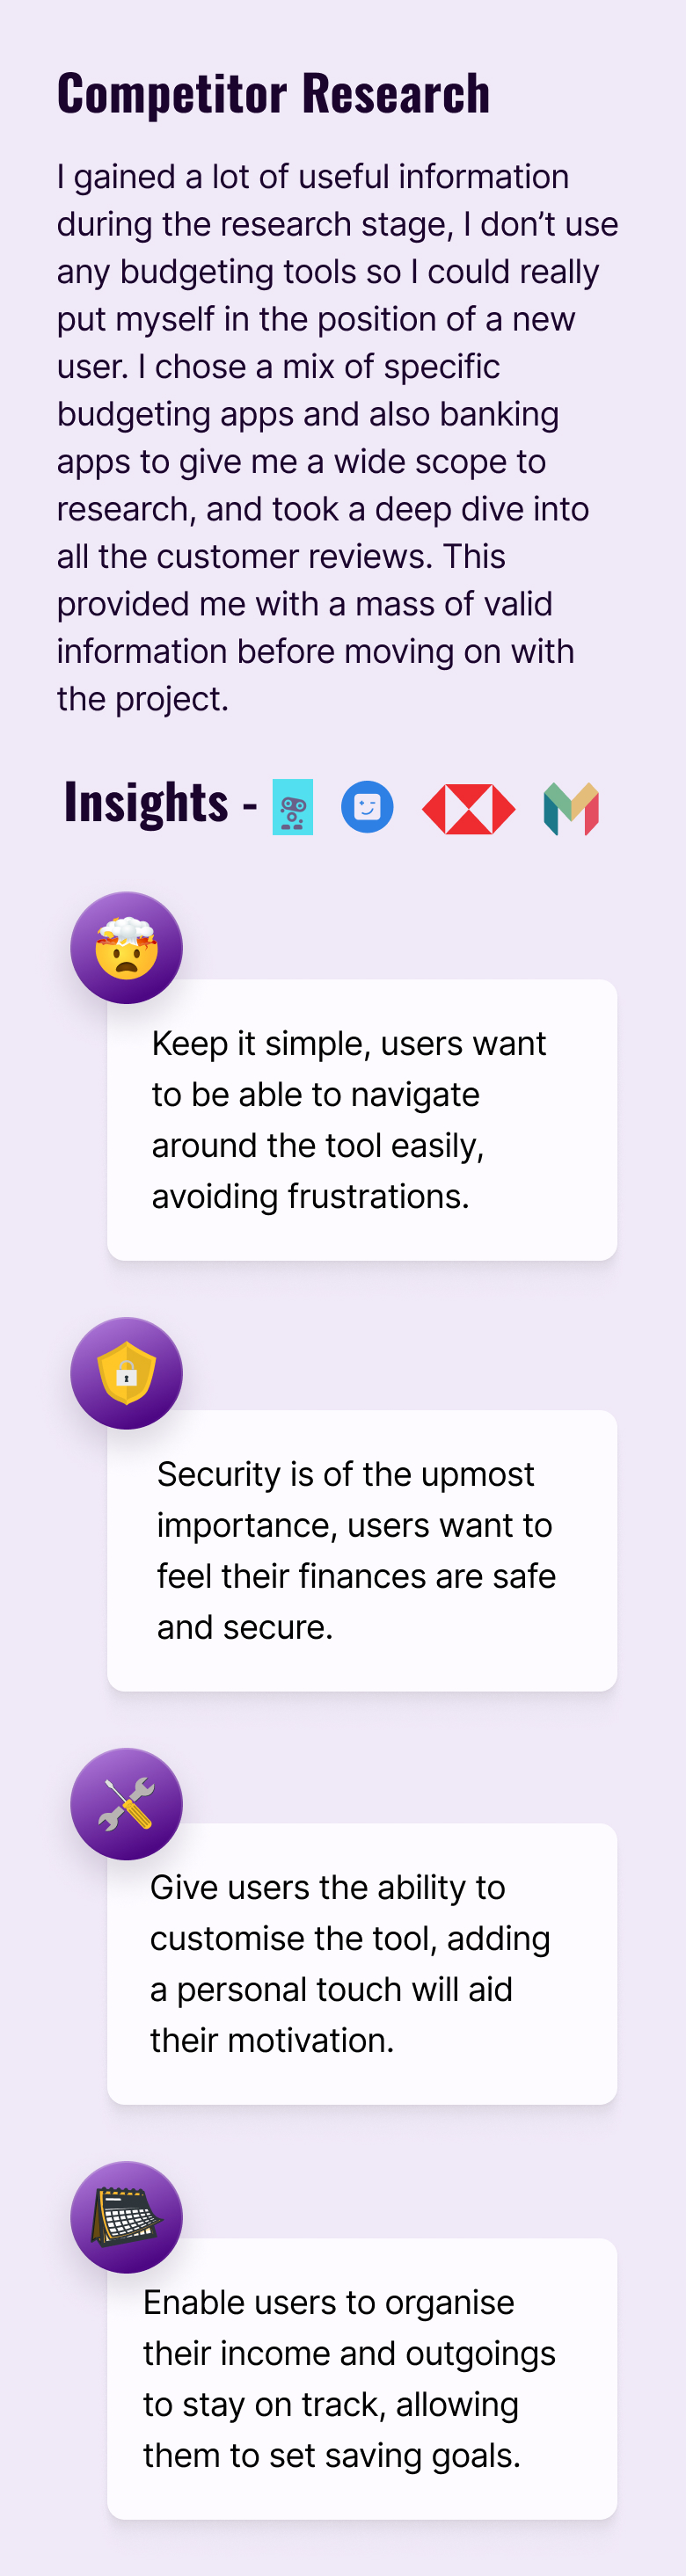 Competitor Research
I gained a lot of useful information
during the research stage, I don’t use
any budgeting tools so I could really
put myself in the position of a new
user. I chose a mix of specific
budgeting apps and also banking
apps to give me a wide scope to
research, and took a deep dive into
all the customer reviews. This
provided me with a mass of valid
information before moving on with
the project.
Insights -
Keep it simple, users want
to be able to navigate
around the tool easily,
avoiding frustrations.
Security is of the upmost
importance, users want to
feel their finances are safe
and secure.
Give users the ability to
customise the tool, adding
a personal touch will aid
their motivation.
Enable users to organise
their income and outgoings
to stay on track, allowing
them to set saving goals.